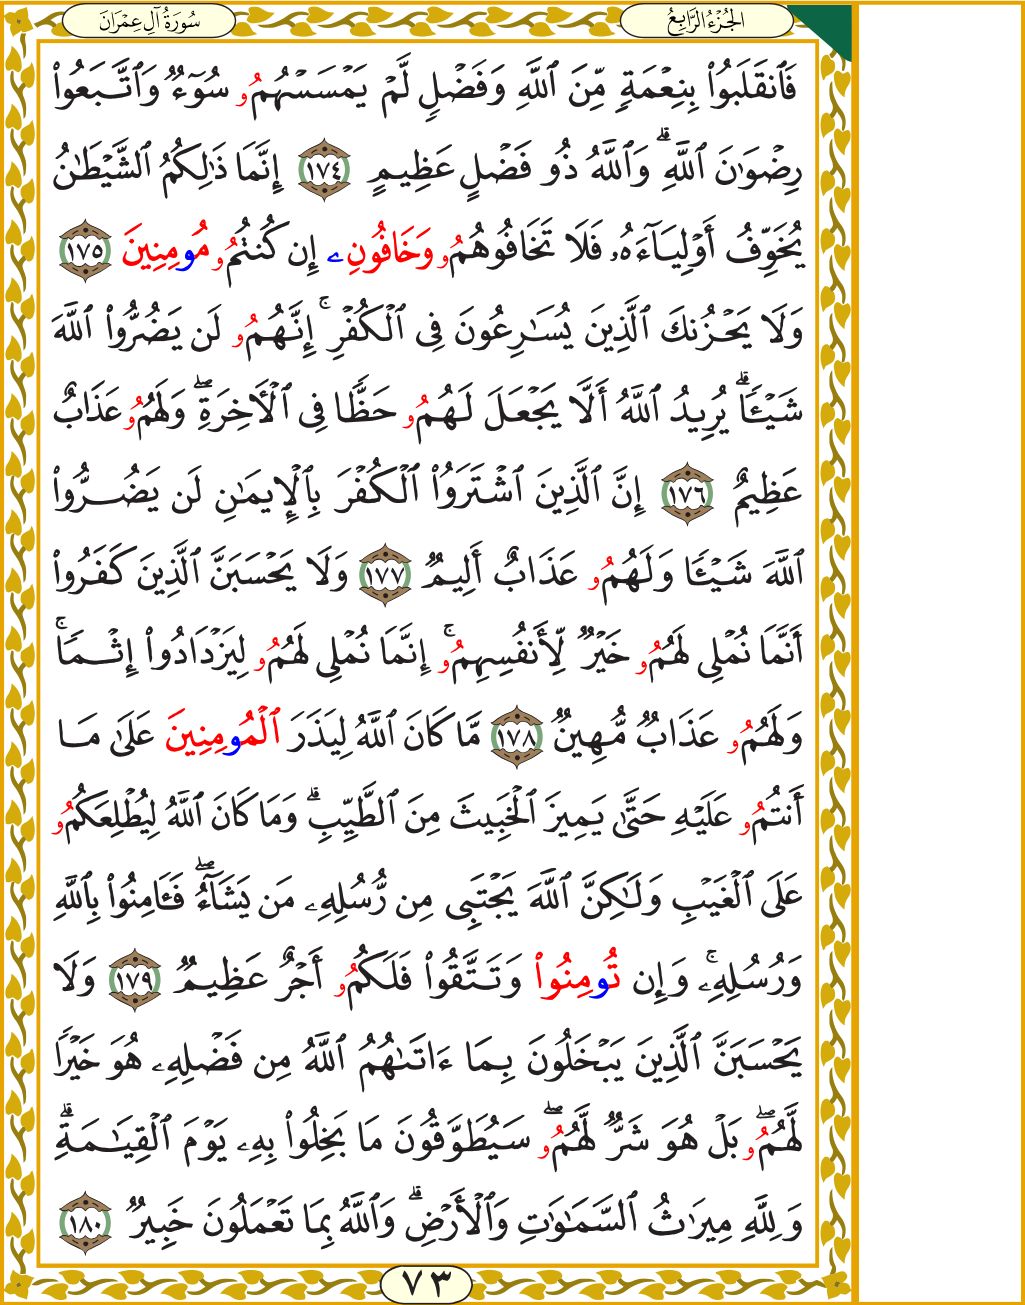 الجُزْءُ الرَّابِعُ
سُورَةُ آلِ عِمْرَانَ
فَٱنقَلَبُواْ بِنِعْمَةٍ مِّنَ ٱللَّهِ وَفَضْلٍ لَّمْ يَمْسَسْهُمُۥ سُوٓءٌ وَٱتَّبَعُواْ
رِضْوَٰنَ ٱللَّهِۗ وَٱللَّهُ ذُو فَضْلٍ عَظِيمٍ ١٧٤ إِنَّمَا ذَٰلِكُمُ ٱلشَّيْطَٰنُ
يُخَوِّفُ أَوْلِيَآءَهُۥ فَلَا تَخَافُوهُمُۥ وَخَافُونِۦ إِن كُنتُمُۥ مُومِنِينَ ١٧٥
وَلَا يَحْزُنكَ ٱلَّذِينَ يُسَٰرِعُونَ فِى ٱلْكُفْرِۚ إِنَّهُمُۥ لَن يَضُرُّواْ ٱللَّهَ
شَيْـَٔاۗ يُرِيدُ ٱللَّهُ أَلَّا يَجْعَلَ لَهُمُۥ حَظًّا فِى ٱلْأَخِرَةِۖ وَلَهُمُۥ عَذَابٌ
عَظِيمٌ ١٧٦ إِنَّ ٱلَّذِينَ ٱشْتَرَوُاْ ٱلْكُفْرَ بِٱلْإِيمَٰنِ لَن يَضُرُّواْ
ٱللَّهَ شَيْـًٔا وَلَهُمُۥ عَذَابٌ أَلِيمٌ ١٧٧ وَلَا يَحْسَبَنَّ ٱلَّذِينَ كَفَرُواْ
أَنَّمَا نُمْلِى لَهُمُۥ خَيْرٌ لِّأَنفُسِهِمُۥۚ إِنَّمَا نُمْلِى لَهُمُۥ لِيَزْدَادُواْ إِثْمًاۚ
وَلَهُمُۥ عَذَابٌ مُّهِينٌ ١٧٨ مَّا كَانَ ٱللَّهُ لِيَذَرَ ٱلْمُومِنِينَ عَلَىٰ مَا
أَنتُمُۥ عَلَيْهِ حَتَّىٰ يَمِيزَ ٱلْخَبِيثَ مِنَ ٱلطَّيِّبِۗ وَمَا كَانَ ٱللَّهُ لِيُطْلِعَكُمُۥ
عَلَى ٱلْغَيْبِ وَلَٰكِنَّ ٱللَّهَ يَجْتَبِى مِن رُّسُلِهِۦ مَن يَشَآءُۖ فَـَٔامِنُواْ بِٱللَّهِ
وَرُسُلِهِۦۚ وَإِن تُومِنُواْ وَتَتَّقُواْ فَلَكُمُۥ أَجْرٌ عَظِيمٌ ١٧٩ وَلَا
يَحْسَبَنَّ ٱلَّذِينَ يَبْخَلُونَ بِمَا ءَاتَىٰهُمُ ٱللَّهُ مِن فَضْلِهِۦ هُوَ خَيْرًا
لَّهُمُۥۖ بَلْ هُوَ شَرٌّ لَّهُمُۥۖ سَيُطَوَّقُونَ مَا بَخِلُواْ بِهِۦ يَوْمَ ٱلْقِيَٰمَةِۗ
وَلِلَّهِ مِيرَٰثُ ٱلسَّمَٰوَٰتِ وَٱلْأَرْضِۗ وَٱللَّهُ بِمَا تَعْمَلُونَ خَبِيرٌ ١٨٠
٧٣